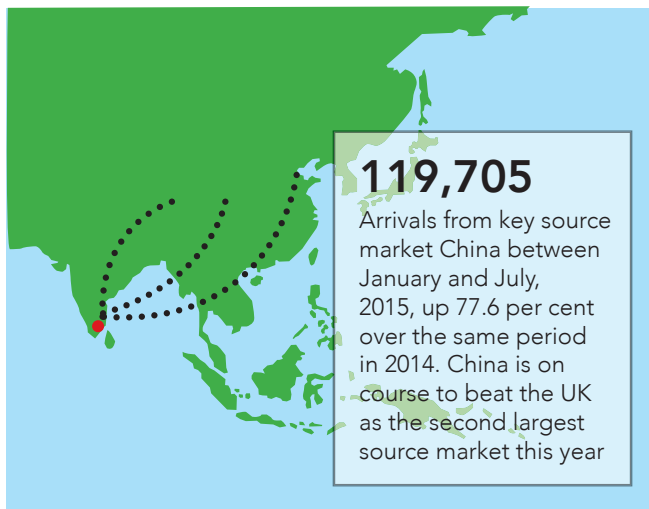 119,705
Arrivals from key source
market China between
January and July,
2015, up 77.6 per cent
over the same period
in 2014. China is on
course to beat the UK
as the second largest
source market this year